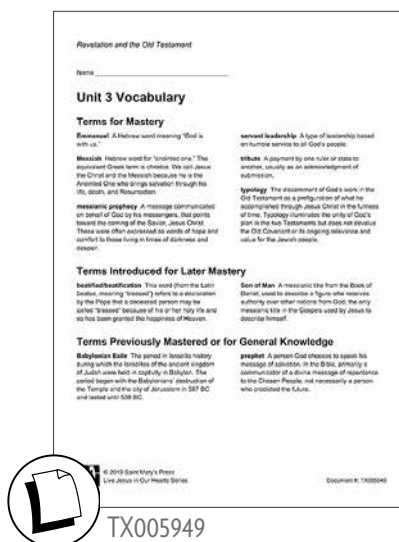 Revelation and the Old Testament
Name
Unit 3 Vocabulary
Terms for Mastery
Emmanuel A Hebrew word meaning "God is
with us."
Messiah Hebrew word for "anointed one." The
equivalent Greek term is christos. We call Jesus
the Christ and the Messiah because he is the
Anointed One who brings salvation through his
life, death, and Resurrection.
messianic prophecy A message communicated
on behalf of God by his messengers, that points
toward the coming of the Savior, Jesus Christ.
These were often expressed as words of hope and
comfort to those living in times of darkness and
despair.
servant leadership A type of leadership based
on humble service to all God's people.
tribute A payment by one ruler or state to
another, usually as an acknowledgment of
submission.
typology The discernment of God's work in the
Old Testament as a prefiguration of what he
accomplished through Jesus Christ in the fullness
of time. Typology illuminates the unity of God's
plan in the two Testaments but does not devalue
the Old Covenant or its ongoing relevance and
value for the Jewish people.
Terms Introduced for Later Mastery
beatified/beatification This word (from the Latin
beatus, meaning "blessed") refers to a declaration
by the Pope that a deceased person may be
called "blessed" because of his or her holy life and
so has been granted the happiness of Heaven.
Son of Man A messianic title from the Book of
Daniel, used to describe a figure who receives
authority over other nations from God; the only
messianic title in the Gospels used by Jesus to
describe himself.
Terms Previously Mastered or for General Knowledge
Babylonian Exile The period in Israelite history
during which the Israelites of the ancient kingdom
of Judah were held in captivity in Babylon. The
period began with the Babylonians' destruction of
the Temple and the city of Jerusalem in 587 BC
and lasted until 539 BC.
prophet A person God chooses to speak his
message of salvation. In the Bible, primarily a
communicator of a divine message of repentance
to the Chosen People, not necessarily a person
who predicted the future.
© 2019 Saint Mary's Press
Live Jesus in Our Hearts Series
Document #: TX005949
TX005949